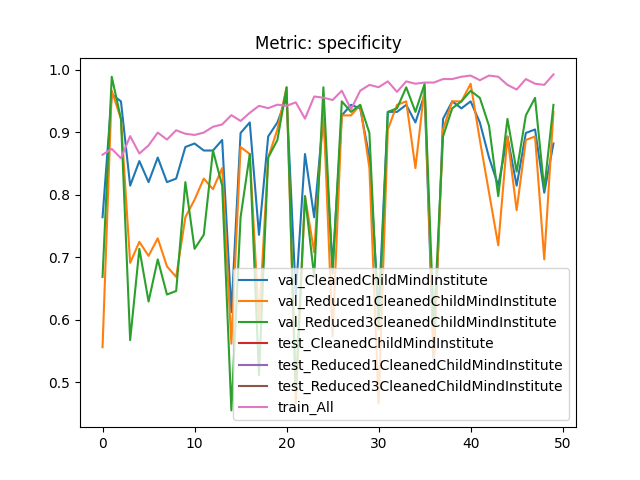 Metric: specificity
1.0
0.9
0.8
0.7
0.6
0.5
val_CleanedChildMindInstitute
val_Reduced1CleanedChildMindInstitute
val_Reduced3CleanedChildMindInstitute
test_CleanedChildMindInstitute
test_Reduced1CleanedChildMindInstitute
test_Reduced3CleanedChildMindInstitute
train_All
0 10 20 30 40 50